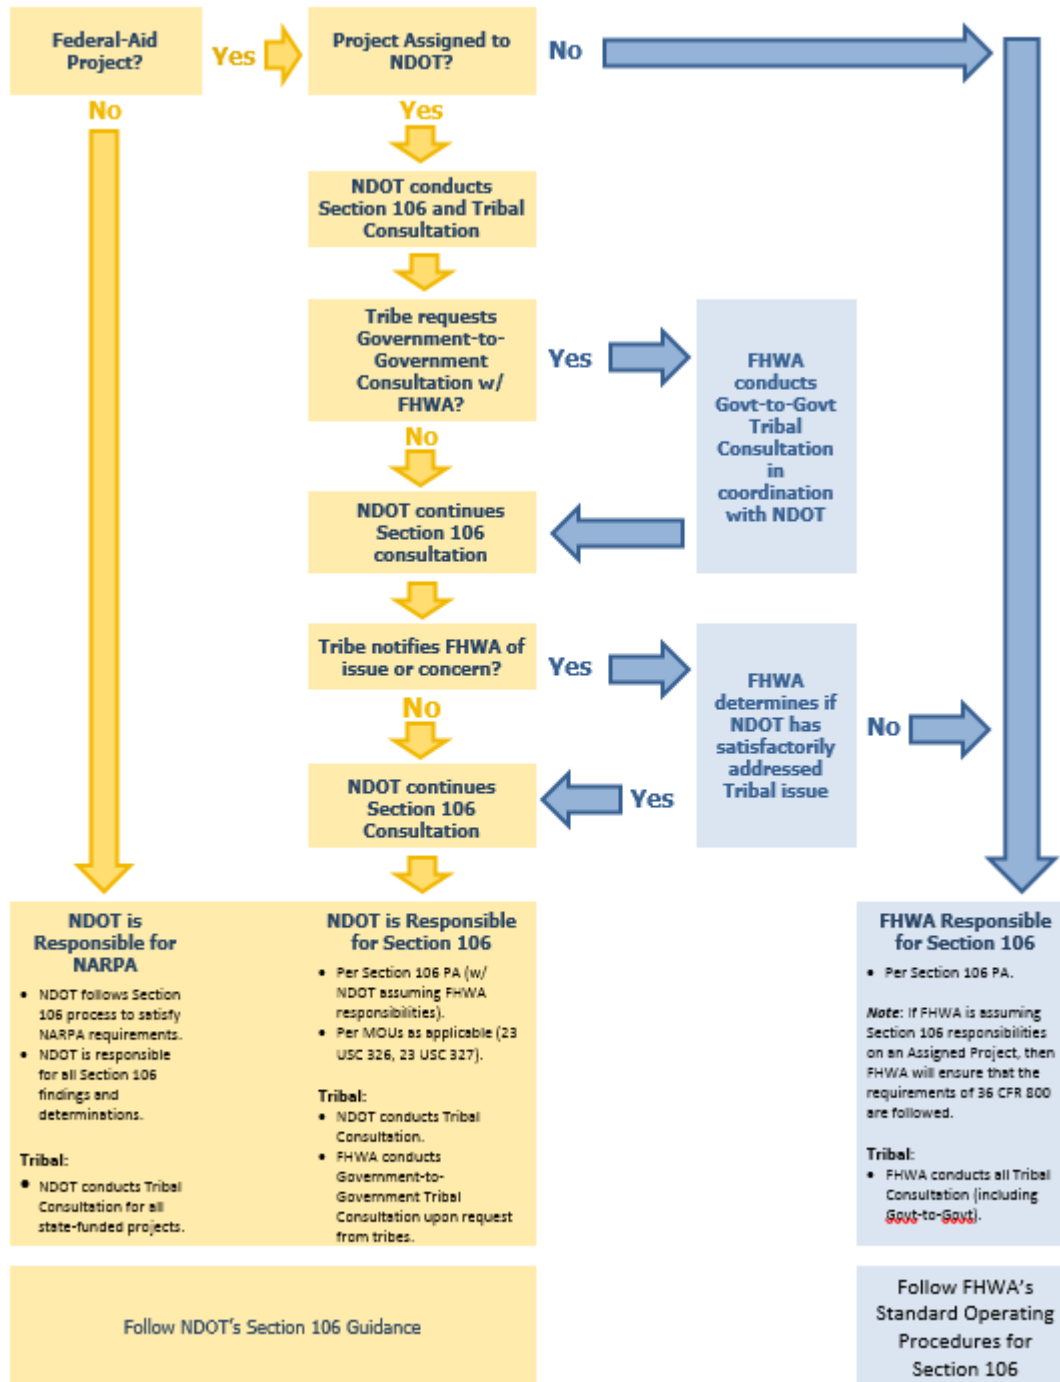 Federal-Aid
Project?
Yes
Project Assigned to
NDOT?
No
No
Yes
NDOT conducts
Section 106 and Tribal
Consultation
Tribe requests
Government-to-
Government
Consultation w/
FHWA?
Yes
FHWA
conducts
Govt-to-Govt
Tribal
Consultation
in
coordination
with NDOT
No
NDOT continues
Section 106
consultation
Tribe notifies FHWA of
issue or concern?
Yes
FHWA
determines if
NDOT has
satisfactorily
addressed
Tribal issue
No
No
Yes
NDOT continues
Section 106
Consultation
NDOT is
Responsible for
NARPA
• NDOT follows Section
106 process to satisfy
NARPA requirements.
• NDOT is responsible
for all Section 106
findings and
determinations.
Tribal:
• NDOT conducts Tribal
Consultation for all
state-funded projects.
NDOT is Responsible
for Section 106
• Per Section 106 PA (w/
NDOT assuming FHWA
responsibilities).
• Per MOUs as applicable (23
USC 326, 23 USC 327).
Tribal:
• NDOT conducts Tribal
Consultation.
• FHWA conducts
Government-to-
Government Tribal
Consultation upon request
from tribes.
FHWA Responsible
for Section 106
• Per Section 106 PA.
Note: If FHWA is assuming
Section 106 responsibilities
on an Assigned Project, then
FHWA will ensure that the
requirements of 36 CFR 800
are followed.
Tribal:
• FHWA conducts all Tribal
Consultation (including
Govt-to-Govt).
Follow NDOT's Section 106 Guidance
Follow FHWA's
Standard Operating
Procedures for
Section 106